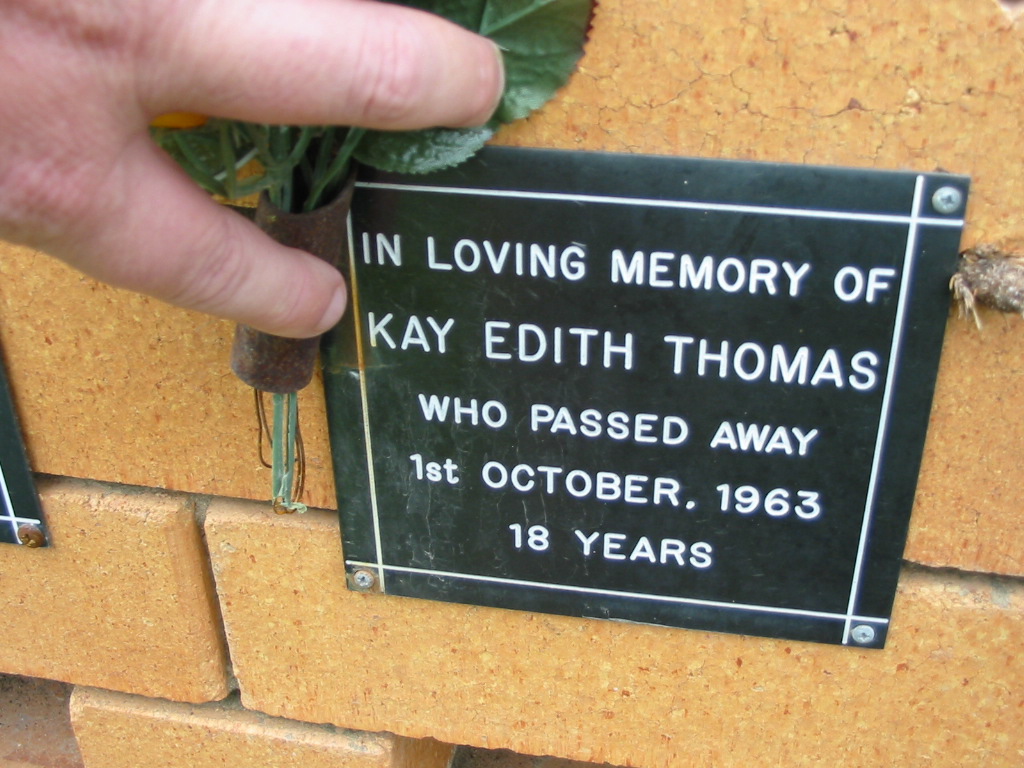 IN LOVING MEMORY OF
KAY EDITH THOMAS
WHO PASSED AWAY
1st OCTOBER, 1963
18 YEARS